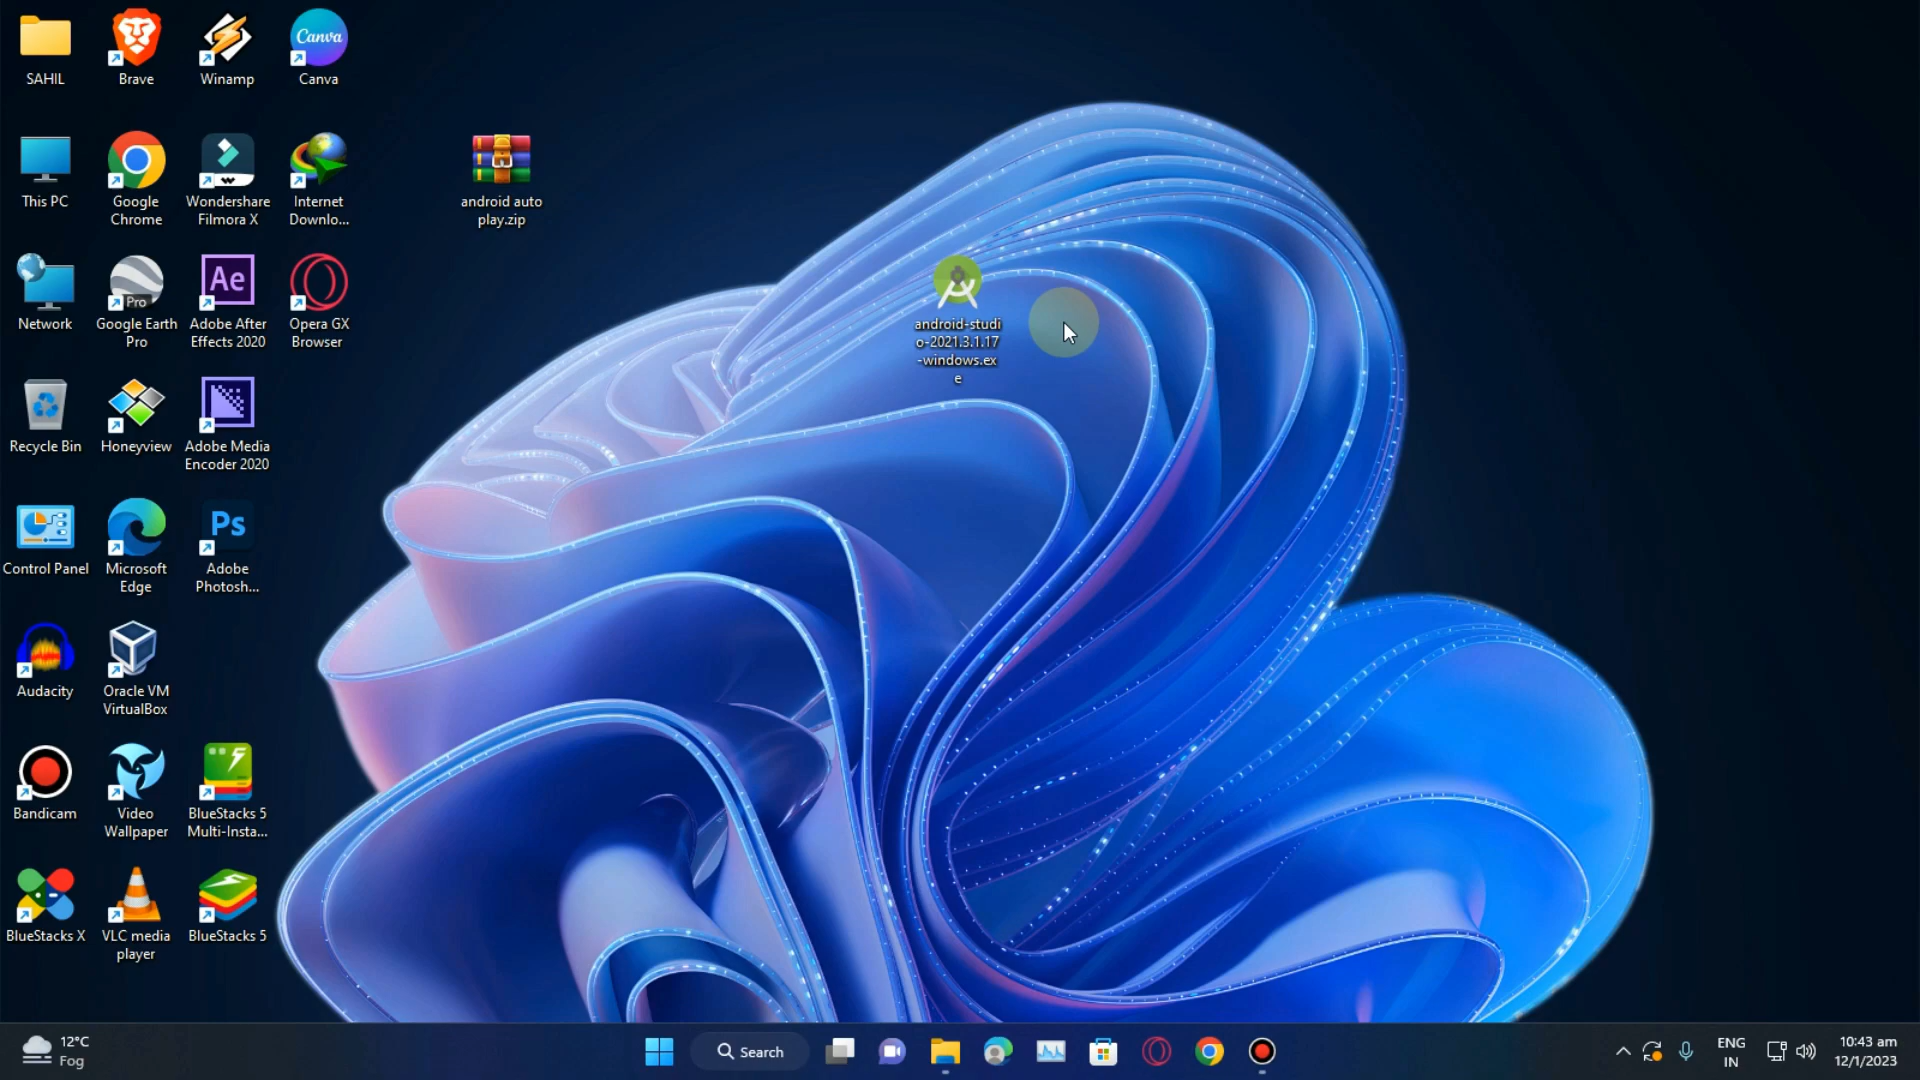 SAHIL
Brave
Winamp
Canva
Canva
This PC
Google
Chrome
Wondershare
Filmora X
Internet
Downlo...
android auto
play.zip
Network
Pro
Google Earth
Pro
Ae
Adobe After
Effects 2020
Opera GX
Browser
android-studi
o-2021.3.1.17
-windows.ex
e
Recycle Bin
Honeyview
Adobe Media
Encoder 2020
Control Panel
Microsoft
Edge
Ps
Adobe
Photosh...
Audacity
Oracle VM
VirtualBox
Bandicam
Video
Wallpaper
BlueStacks 5
Multi-Insta...
BlueStacks X
VLC media
player
BlueStacks 5
12°C
Fog
Search
ENG
IN
10:43 am
12/1/2023